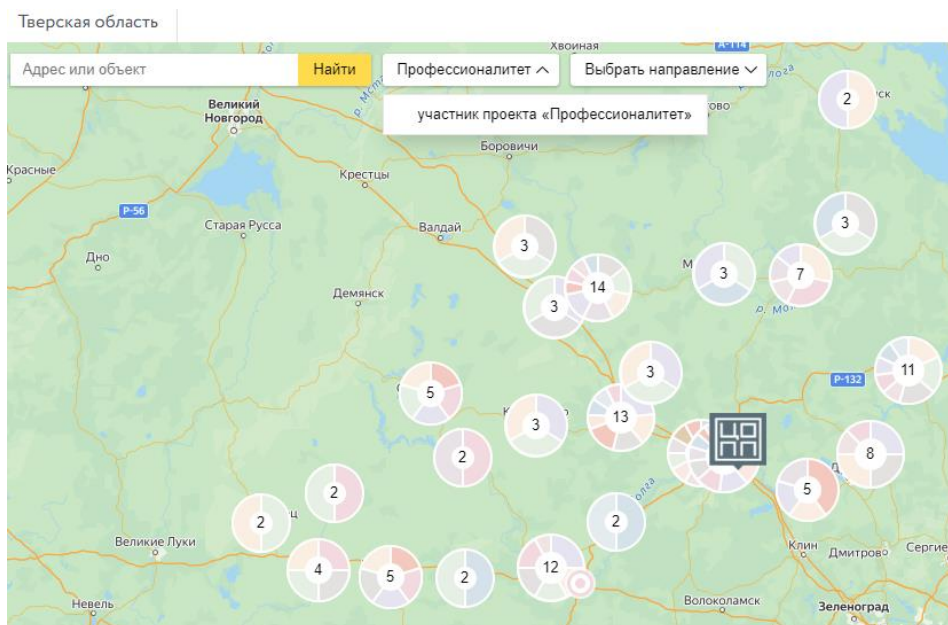 Тверская область
Адрес или объект
Найти
Профессионалитет
Выбрать направление
участник проекта «Профессионалитет»
Хвойная
А-114
Великий
Новгород
2
Боровичи
Красные
Крестцы
Р-56
Старая Русса
Валдай
3
3
Дно
3
7
14
Демянск
3
3
11
Р-132
5
3
13
8
2
ЦОПП
5
2
2
2
Великие Луки
Клин
Дмитров
4
5
2
12
Невель
Волоколамск
Зеленоград